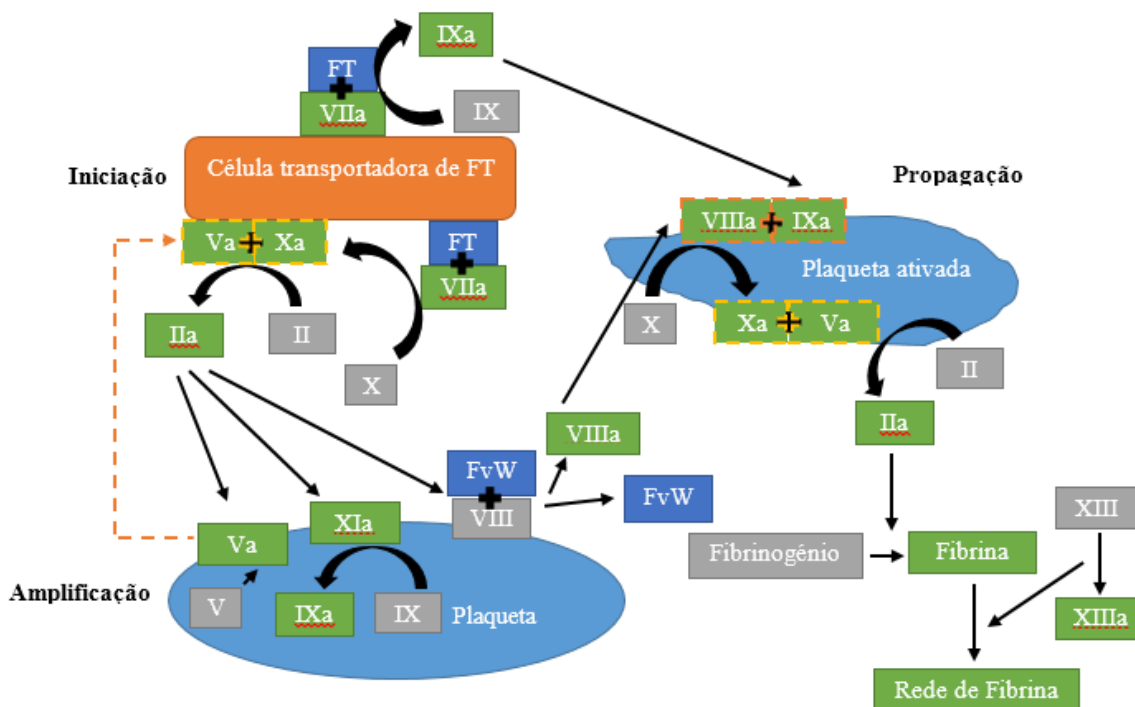 IXa
FT
VIIa
IX
Iniciação
Célula transportadora de FT
Va
Xa
FT
VIIa
IIa
II
X
Propagação
VIIIa
IXa
Plaqueta ativada
X
Xa
Va
II
IIa
VIIIa
FvW
VIII
FvW
Va
XIa
V
IXa
IX
Plaqueta
Amplificação
Fibrinogénio
Fibrina
XIII
XIIIa
Rede de Fibrina